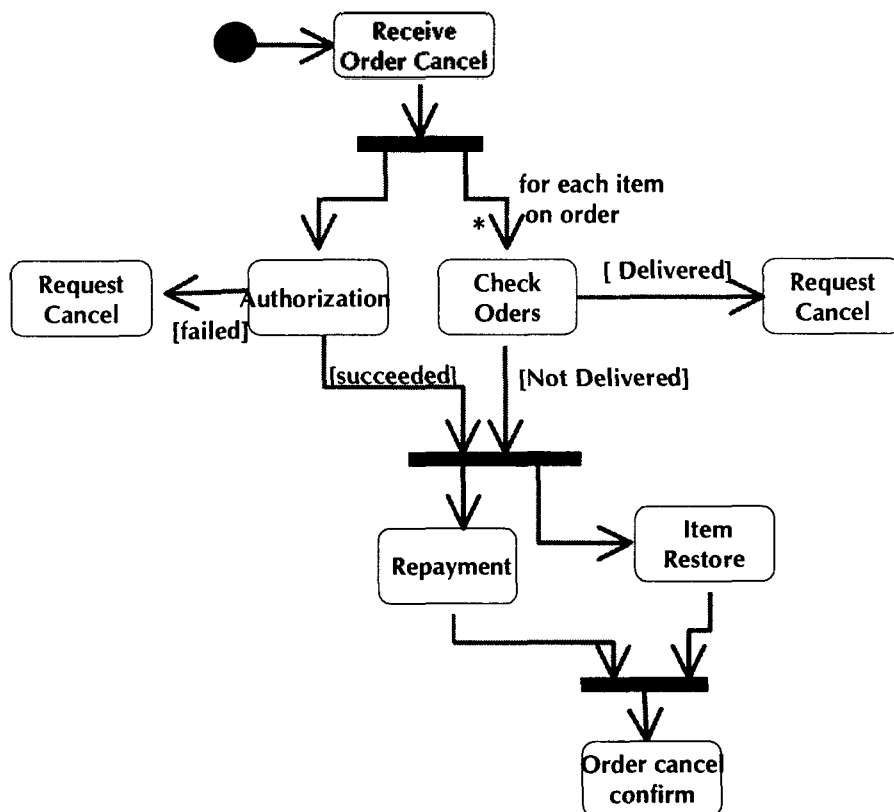 Receive
Order Cancel
for each item
on order
*
Request
Cancel
Authorization
Check
Oders
[ Delivered]
Request
Cancel
[failed]
[succeeded]
[Not Delivered]
Repayment
Item
Restore
Order cancel
confirm